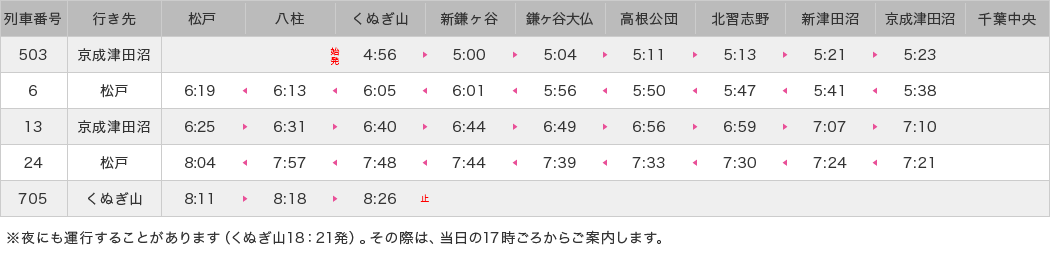 列車番号 行き先 松戸 八柱 くぬぎ山 新鎌ヶ谷 鎌ヶ谷大仏 高根公団 北習志野 新津田沼 京成津田沼 千葉中央
503 京成津田沼 始発 4:56 5:00 5:04 5:11 5:13 5:21 5:23
6 松戸 6:19 6:13 6:05 6:01 5:56 5:50 5:47 5:41 5:38
13 京成津田沼 6:25 6:31 6:40 6:44 6:49 6:56 6:59 7:07 7:10
24 松戸 8:04 7:57 7:48 7:44 7:39 7:33 7:30 7:24 7:21
705 くぬぎ山 8:11 8:18 8:26 止
※夜にも運行することがあります（くぬぎ山18：21発）。その際は、当日の17時ごろからご案内します。